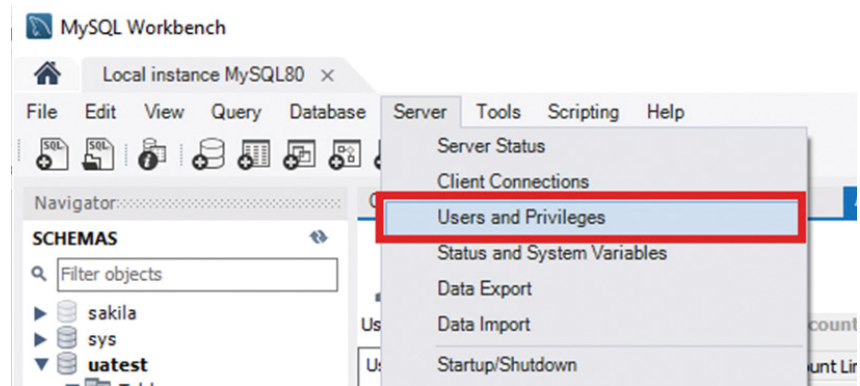 MySQL Workbench
Local instance MySQL80 ×
File Edit View Query Database Server Tools Scripting Help
SQL SQL
Server Status
Client Connections
Navigator
Users and Privileges
SCHEMAS
Status and System Variables
Filter objects
Data Export
sakila
Data Import
sys
Startup/Shutdown
uatest